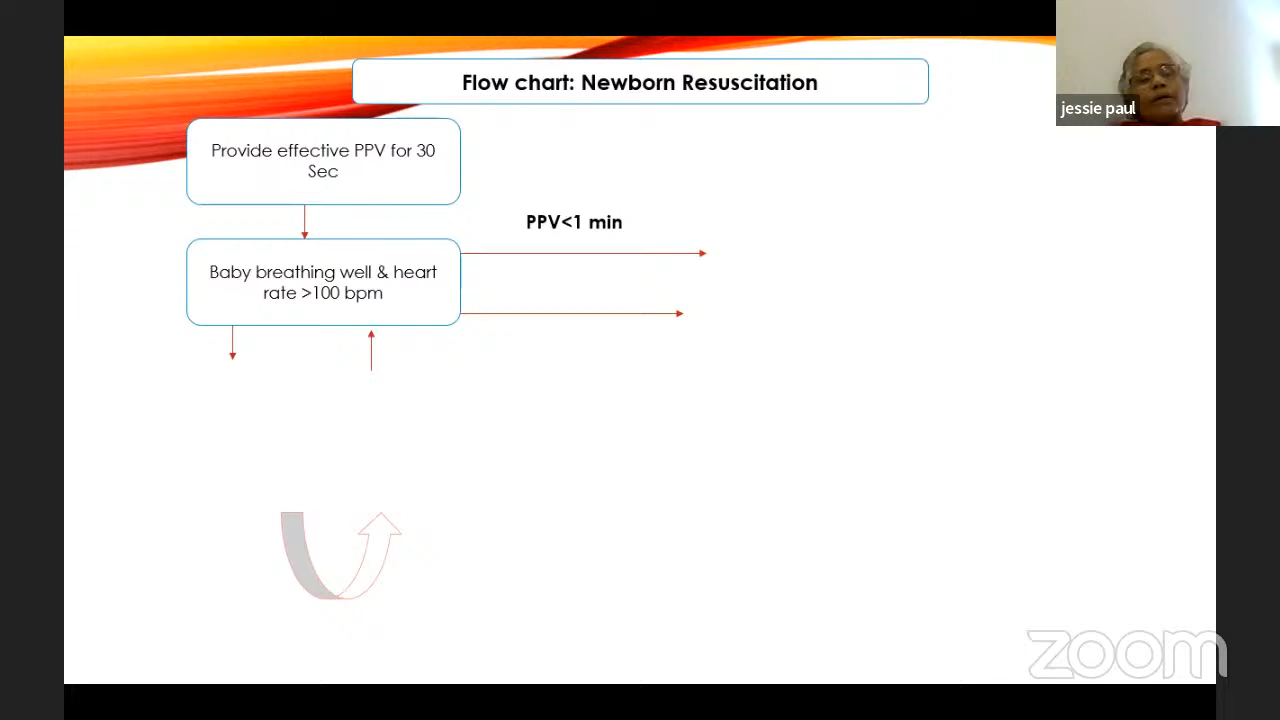 Flow chart: Newborn Resuscitation
jessie paul
Provide effective PPV for 30
Sec
PPV<1 min
Baby breathing well & heart
rate >100 bpm
zoom